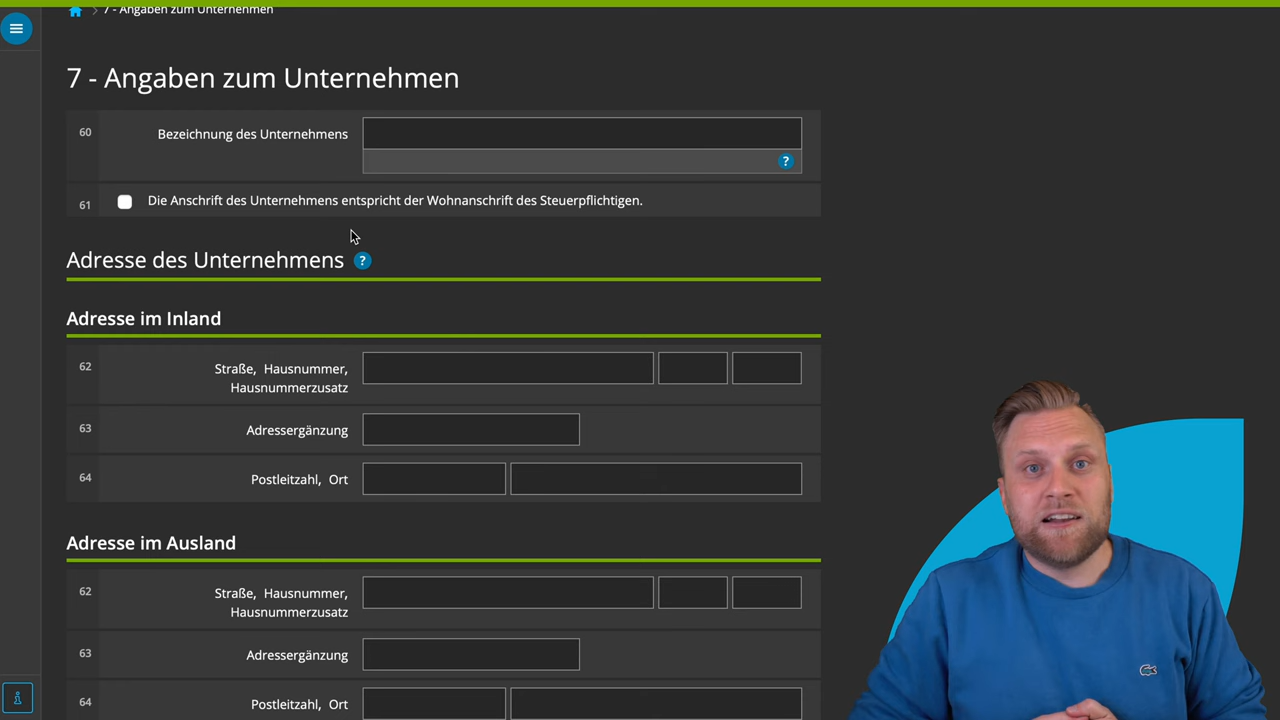 7 - Angaben zum Unternehmen
7 - Angaben zum Unternehmen
60 Bezeichnung des Unternehmens
?
61 Die Anschrift des Unternehmens entspricht der Wohnanschrift des Steuerpflichtigen.
Adresse des Unternehmens ?
Adresse im Inland
62 Straße, Hausnummer,
Hausnummerzusatz
63 Adressergänzung
64 Postleitzahl, Ort
Adresse im Ausland
62 Straße, Hausnummer,
Hausnummerzusatz
63 Adressergänzung
64 Postleitzahl, Ort
i